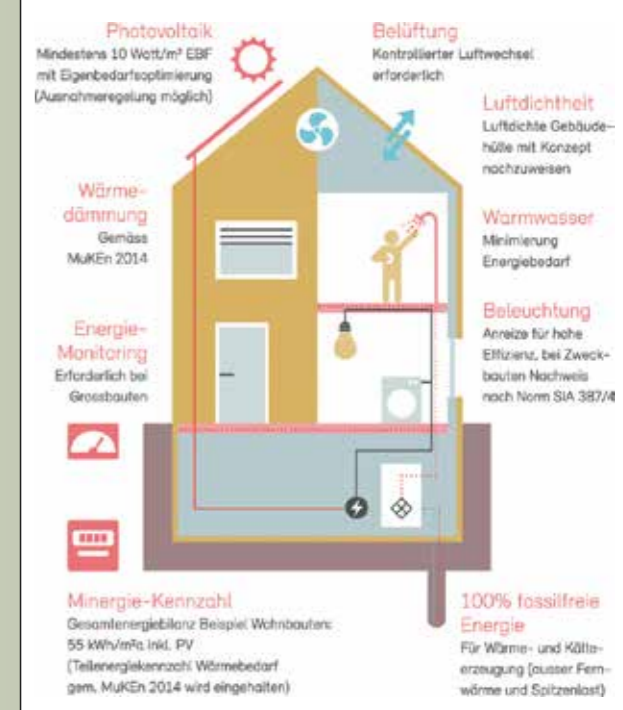 Photovoltaik
Mindestens 10 Watt/m² EBF
mit Eigenbedarfsoptimierung
(Ausnahmeregelung möglich)
Belüftung
Kontrollierter Luftwechsel
erforderlich
Luftdichtheit
Luftdichte Gebäude-
hülle mit Konzept
nachzuweisen
Wärme-
dämmung
Gemäss
MuKEn 2014
Warmwasser
Minimierung
Energiebedarf
Energie-
Monitoring
Erforderlich bei
Grossbauten
Beleuchtung
Anreize für hohe
Effizienz, bei Zweck-
bauten Nachweis
nach Norm SIA 387/4
Minergie-Kennzahl
Gesamtenergiebilanz Beispiel Wohnbauten:
55 kWh/m²a inkl. PV
(Teilenergiekennzahl Wärmebedarf
gem. MuKEn 2014 wird eingehalten)
100% fossilfreie
Energie
Für Wärme- und Kälte-
erzeugung (ausser Fern-
wärme und Spitzenlast)